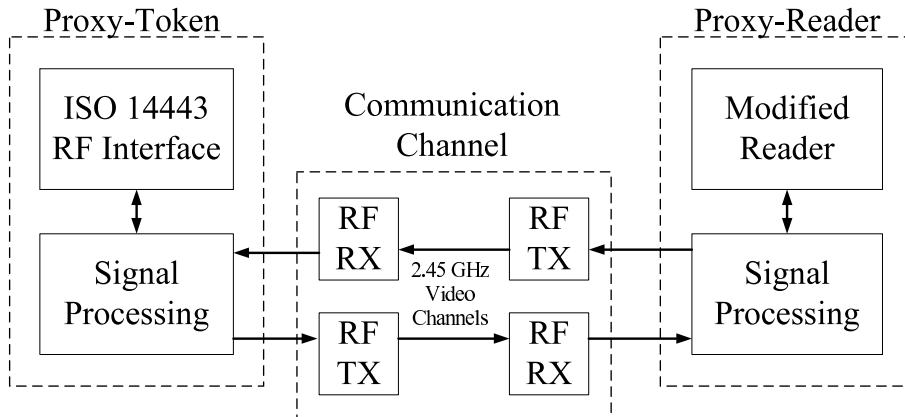 Proxy-Token
Proxy-Reader
ISO 14443
RF Interface
Communication
Channel
Modified
Reader
RF
RX
RF
TX
Signal
Processing
2.45 GHz
Video
Channels
Signal
Processing
RF
TX
RF
RX